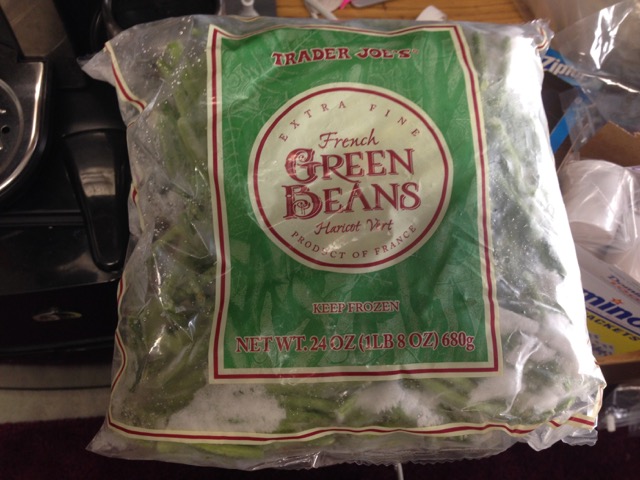 TRADER JOE'S
EXTRA FINE
French
GREEN
BEANS
Haricot Vert
PRODUCT OF FRANCE
KEEP FROZEN
NET WT. 24 OZ (1LB 8 OZ) 680g